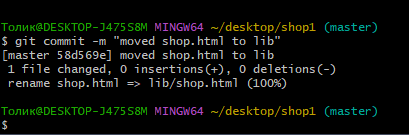 Толик@DESKTOP-J475S8M MINGW64 ~/desktop/shop1 (master)
$ git commit -m "moved shop.html to lib"
[master 58d569e] moved shop.html to lib
1 file changed, 0 insertions(+), 0 deletions(-)
rename shop.html => lib/shop.html (100%)
Толик@DESKTOP-J475S8M MINGW64 ~/desktop/shop1 (master)
$